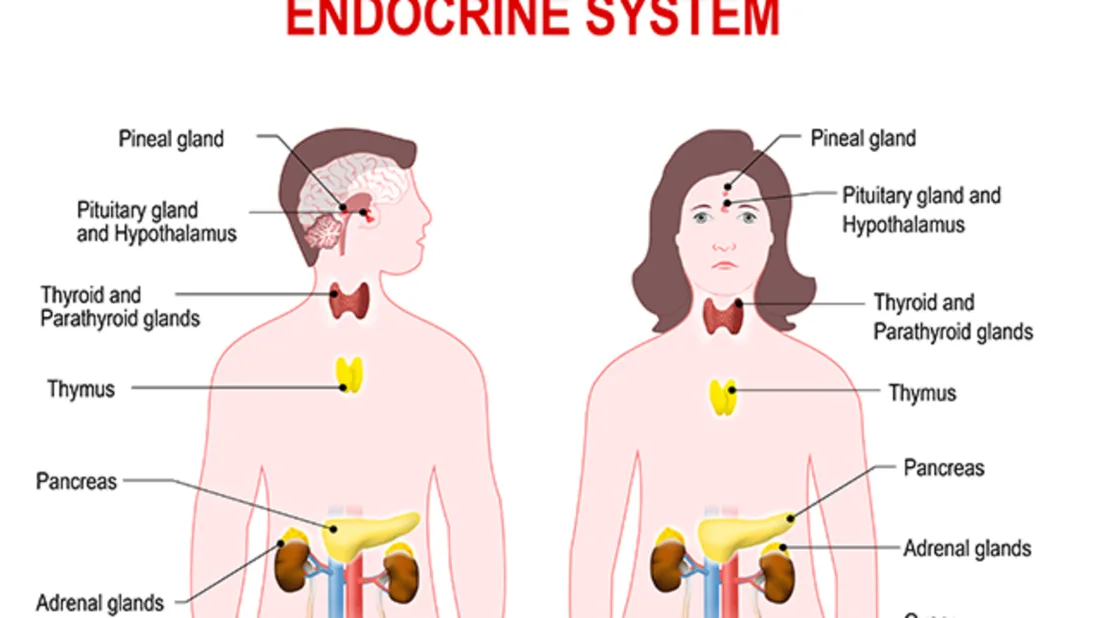 ENDOCRINE SYSTEM
Pineal gland
Pituitary gland
and Hypothalamus
Thyroid and
Parathyroid glands
Thymus
Pancreas
Adrenal glands
Pineal gland
Pituitary gland and
Hypothalamus
Thyroid and
Parathyroid glands
Thymus
Pancreas
Adrenal glands